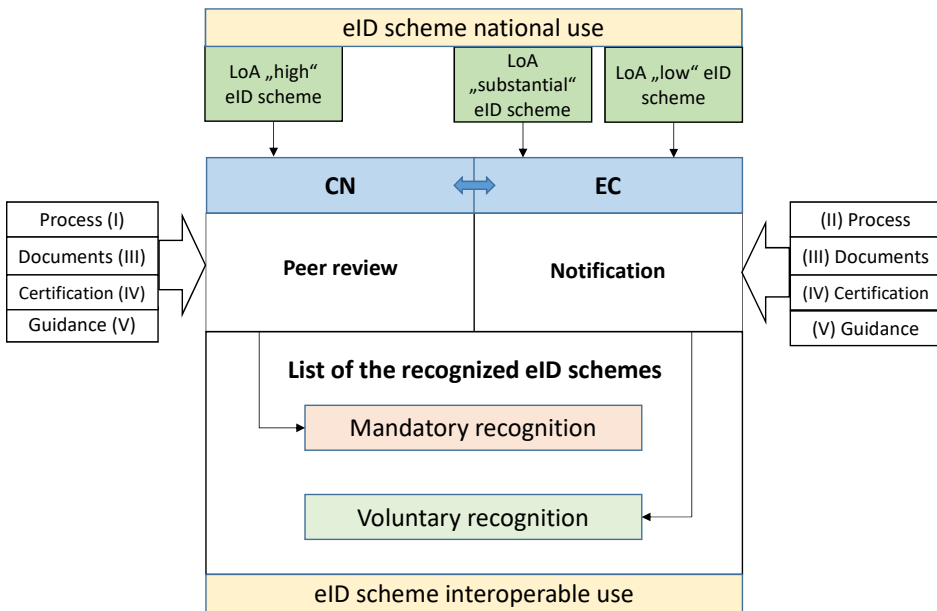 eID scheme national use
LoA „high“
eID scheme
LoA
„substantial“
eID scheme
LoA „low“ eID
scheme
CN
EC
Process (I)
Documents (III)
Certification (IV)
Guidance (V)
Peer review
Notification
(II) Process
(III) Documents
(IV) Certification
(V) Guidance
List of the recognized eID schemes
Mandatory recognition
Voluntary recognition
eID scheme interoperable use